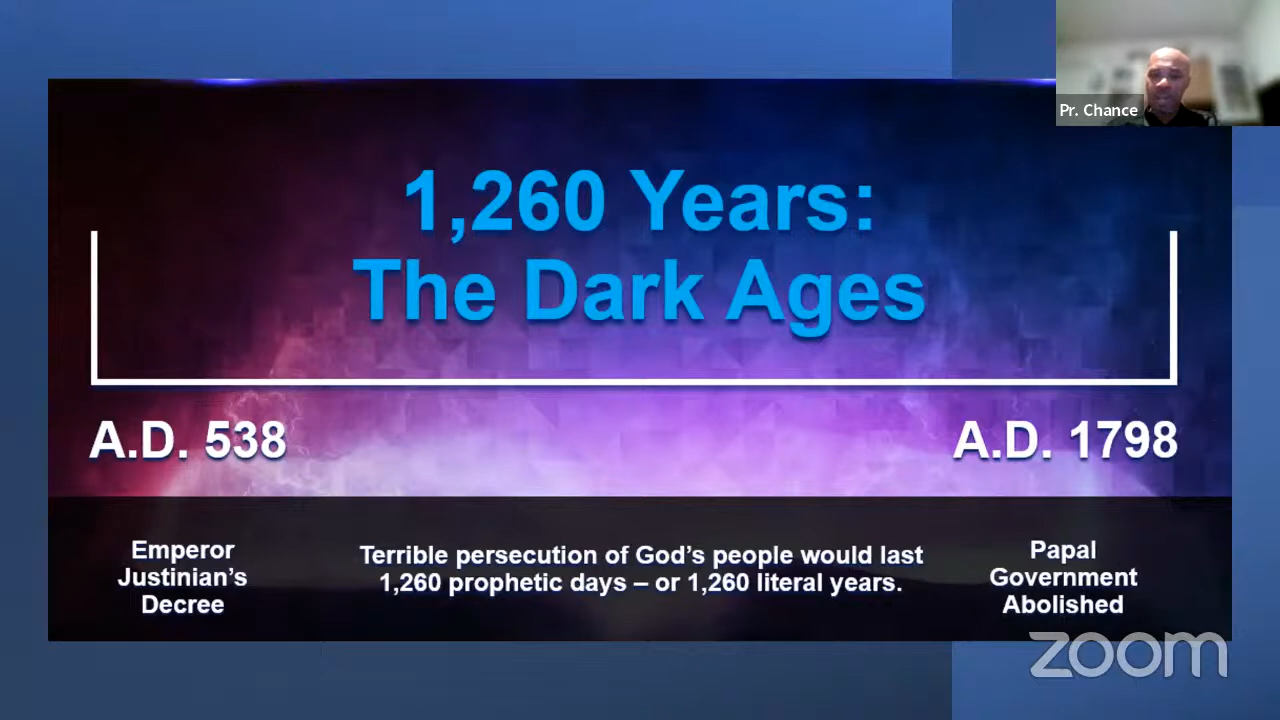 Pr. Chance
1,260 Years:
The Dark Ages
A.D. 538
A.D. 1798
Emperor
Justinian’s
Decree
Terrible persecution of God’s people would last
1,260 prophetic days – or 1,260 literal years.
Papal
Government
Abolished
zoom